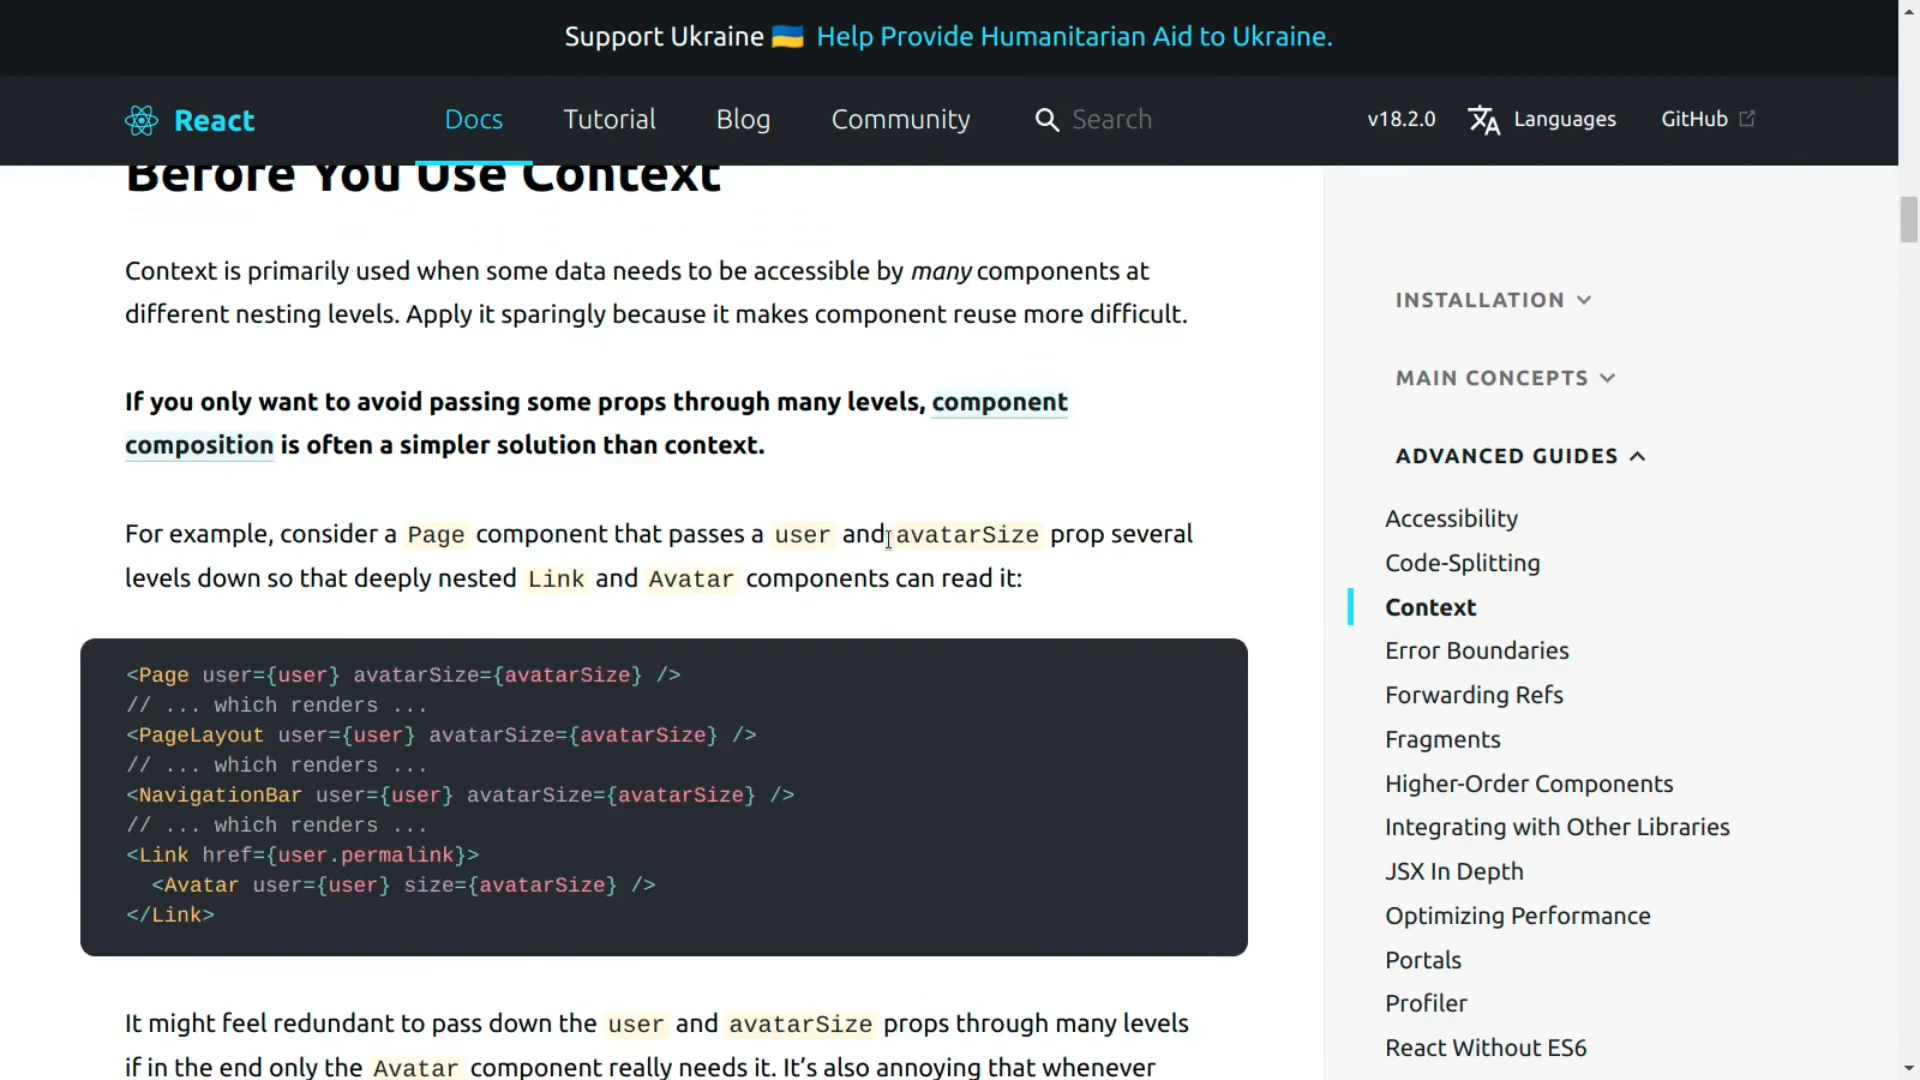 Support Ukraine 🇺🇦 Help Provide Humanitarian Aid to Ukraine.
React
Docs
Tutorial
Blog
Community
Search
v18.2.0
Languages
GitHub
Before You Use Context
Context is primarily used when some data needs to be accessible by many components at
different nesting levels. Apply it sparingly because it makes component reuse more difficult.
If you only want to avoid passing some props through many levels, component
composition is often a simpler solution than context.
For example, consider a Page component that passes a user and avatarSize prop several
levels down so that deeply nested Link and Avatar components can read it:
<Page user={user} avatarSize={avatarSize} />
// ... which renders ...
<PageLayout user={user} avatarSize={avatarSize} />
// ... which renders ...
<NavigationBar user={user} avatarSize={avatarSize} />
// ... which renders ...
<Link href={user.permalink}>
  <Avatar user={user} size={avatarSize} />
</Link>
It might feel redundant to pass down the user and avatarSize props through many levels
if in the end only the Avatar component really needs it. It’s also annoying that whenever
INSTALLATION
MAIN CONCEPTS
ADVANCED GUIDES
Accessibility
Code-Splitting
Context
Error Boundaries
Forwarding Refs
Fragments
Higher-Order Components
Integrating with Other Libraries
JSX In Depth
Optimizing Performance
Portals
Profiler
React Without ES6